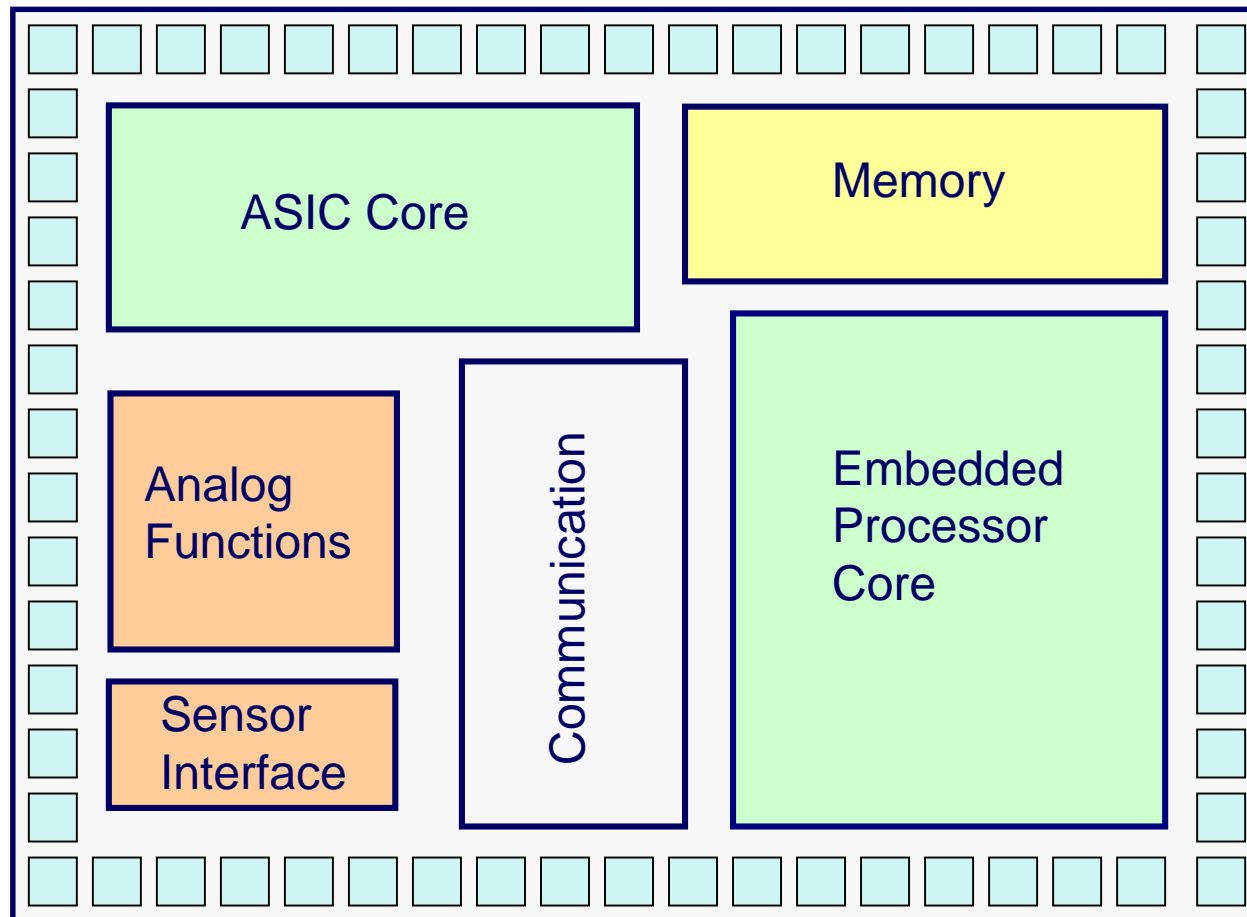 ASIC Core
Memory
Analog
Functions
Communication
Embedded
Processor
Core
Sensor
Interface